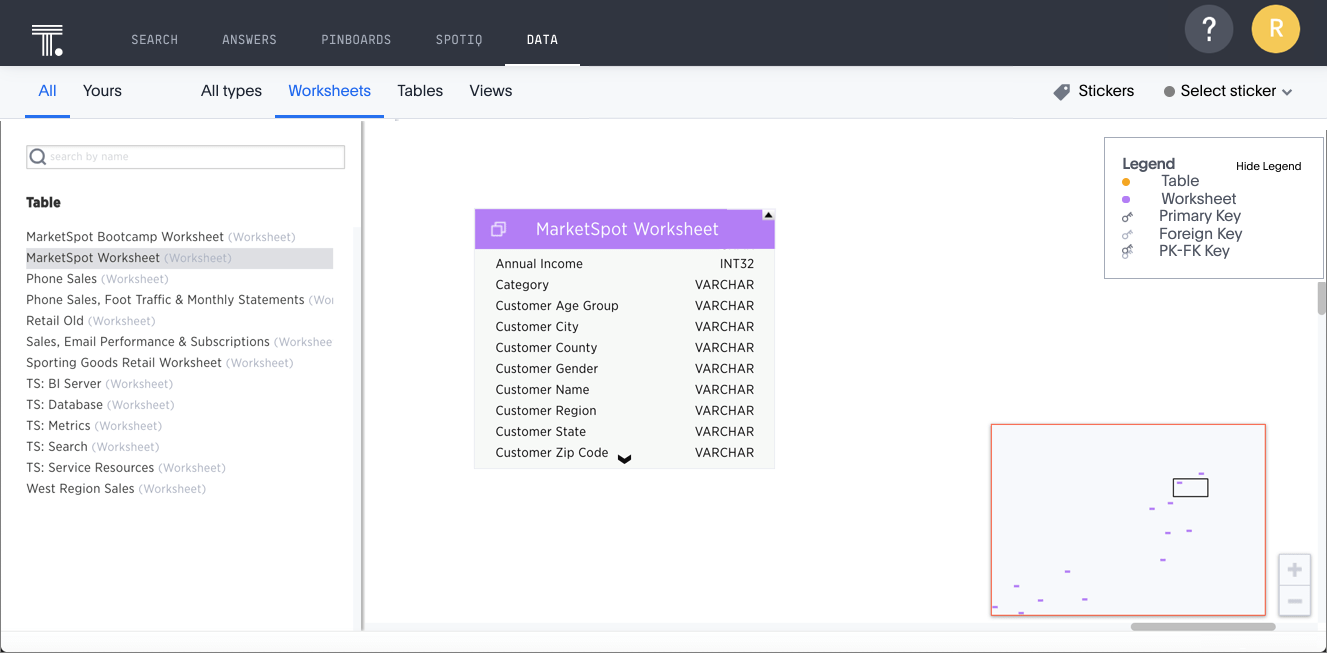 T.
SEARCH ANSWERS PINBOARDS SPOTIQ DATA
? R
All Yours All types Worksheets Tables Views Stickers Select sticker
search by name
Table
MarketSpot Bootcamp Worksheet (Worksheet)
MarketSpot Worksheet (Worksheet)
Phone Sales (Worksheet)
Phone Sales, Foot Traffic & Monthly Statements (Wor
Retail Old (Worksheet)
Sales, Email Performance & Subscriptions (Workshee
Sporting Goods Retail Worksheet (Worksheet)
TS: BI Server (Worksheet)
TS: Database (Worksheet)
TS: Metrics (Worksheet)
TS: Search (Worksheet)
TS: Service Resources (Worksheet)
West Region Sales (Worksheet)
MarketSpot Worksheet
Annual Income INT32
Category VARCHAR
Customer Age Group VARCHAR
Customer City VARCHAR
Customer County VARCHAR
Customer Gender VARCHAR
Customer Name VARCHAR
Customer Region VARCHAR
Customer State VARCHAR
Customer Zip Code VARCHAR
Legend Hide Legend
Table
Worksheet
Primary Key
Foreign Key
PK-FK Key